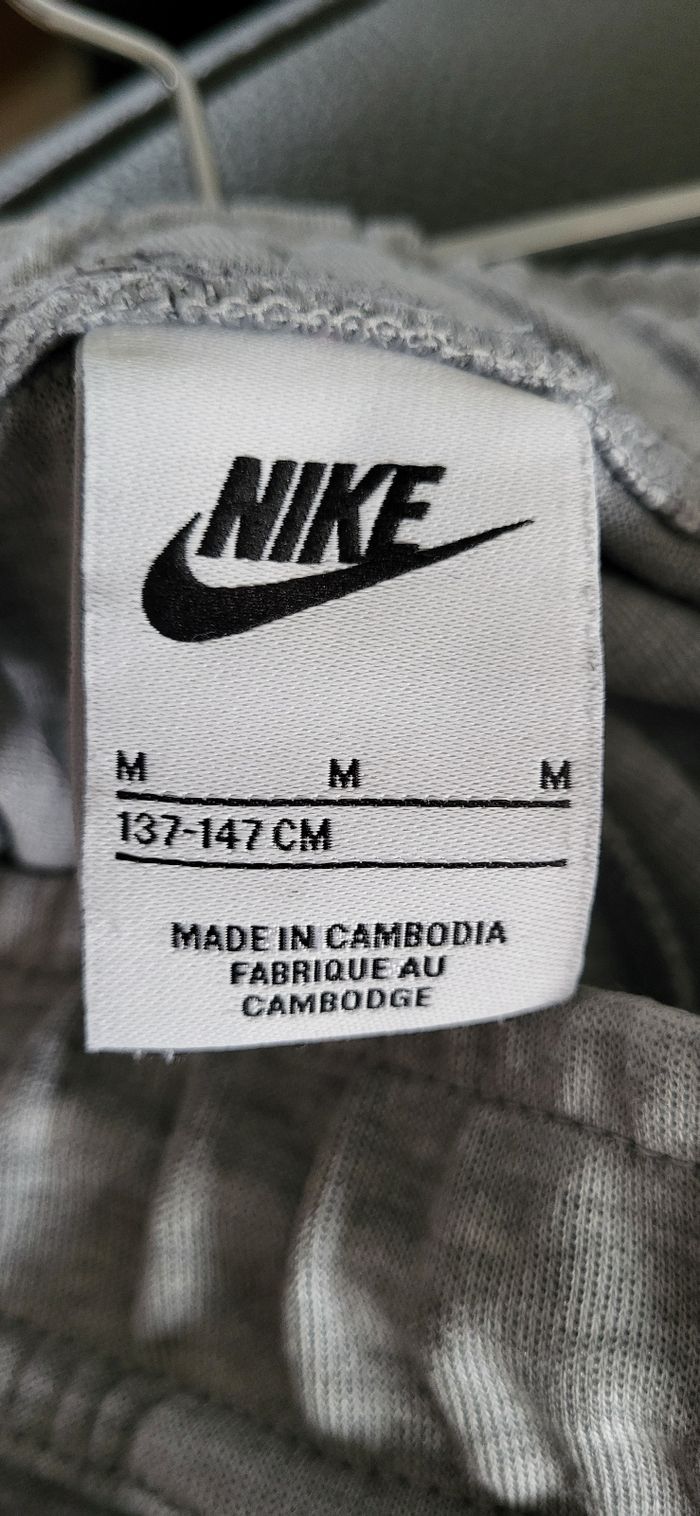 NIKE
M M M
137-147 CM
MADE IN CAMBODIA
FABRIQUE AU
CAMBODGE